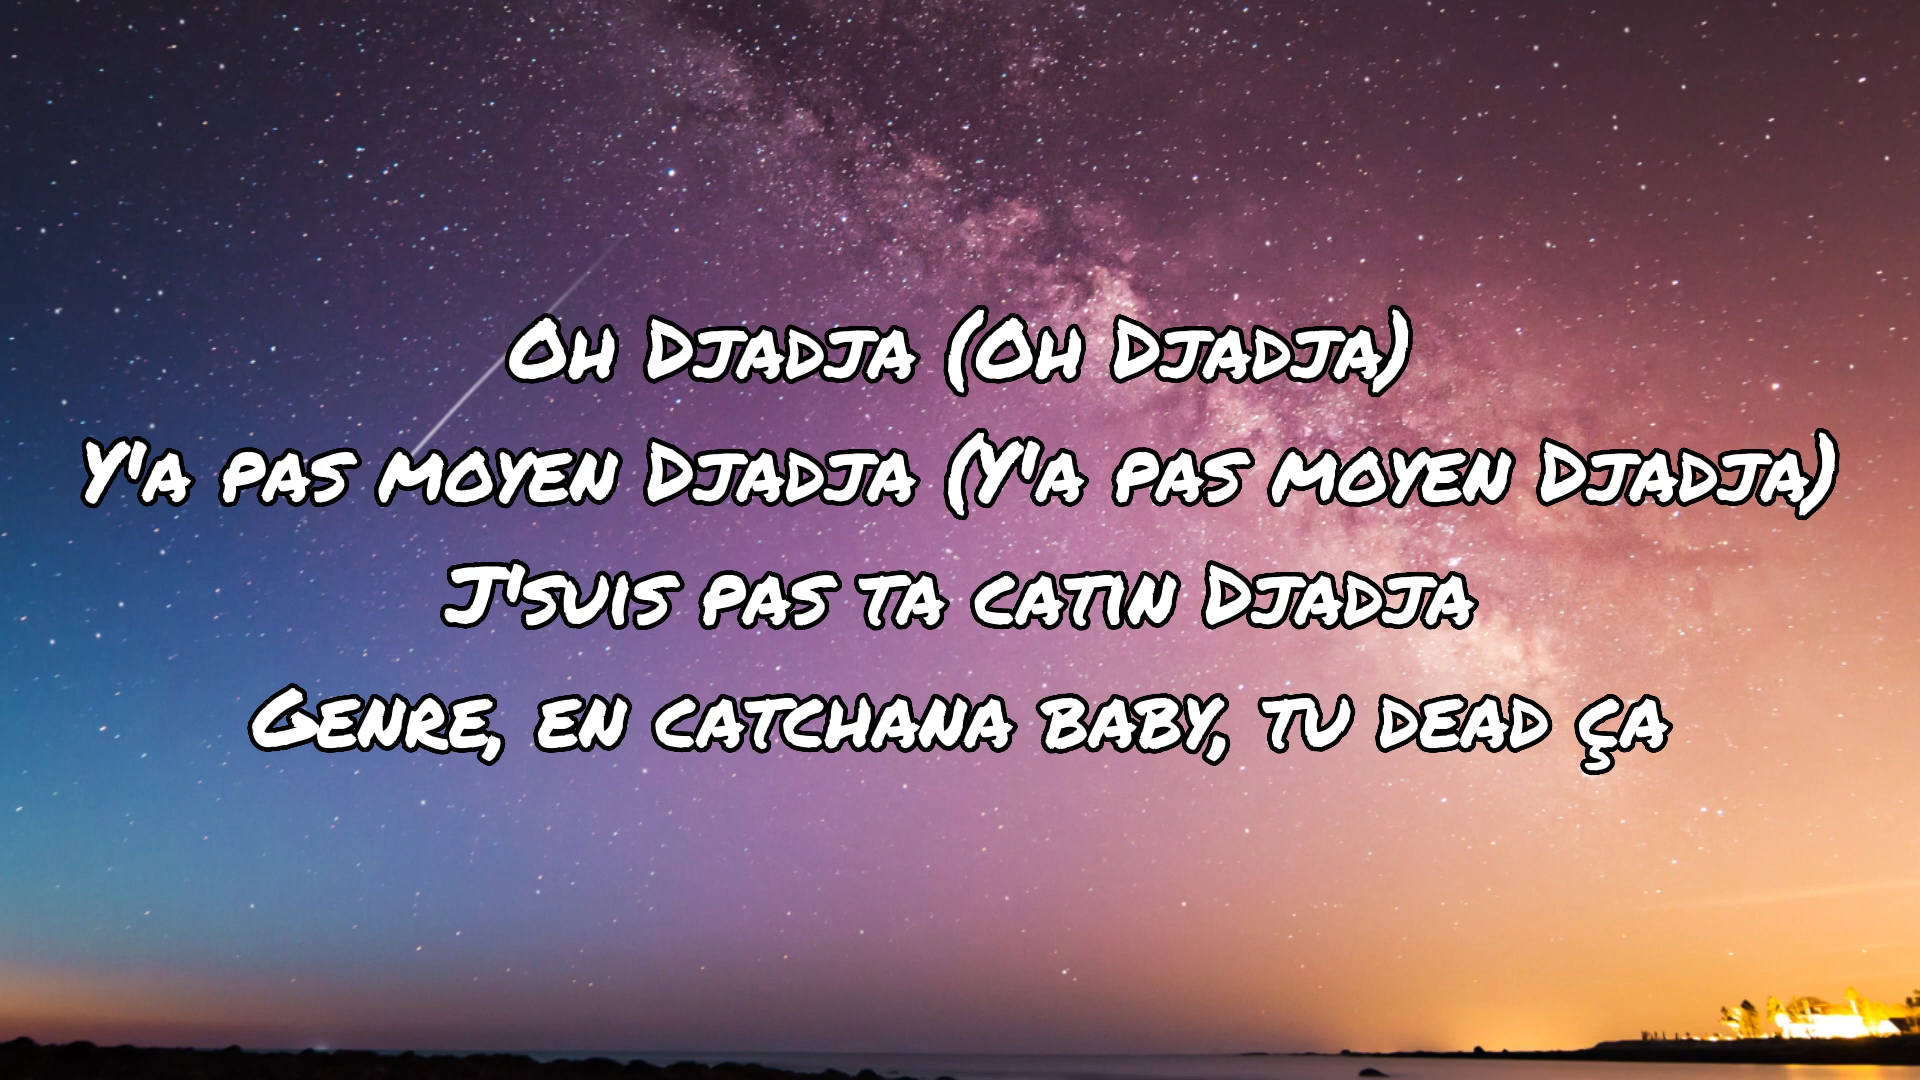 Oh Djadja (Oh Djadja)
Y'a pas moyen Djadja (Y'a pas moyen Djadja)
J'suis pas ta catin Djadja
Genre, en catchana baby, tu dead ça